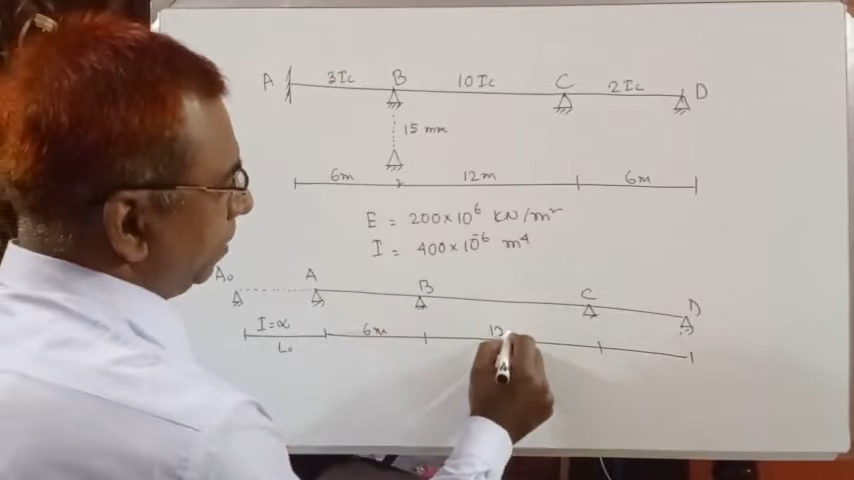 A 3Ic B 10Ic C 2Ic D
15 mm
6m 12m 6m
E = 200×10⁶ KN/m²
I = 400×10⁻⁶ m⁴
A₀ A B C D
I=∝ 6m 12
L₀